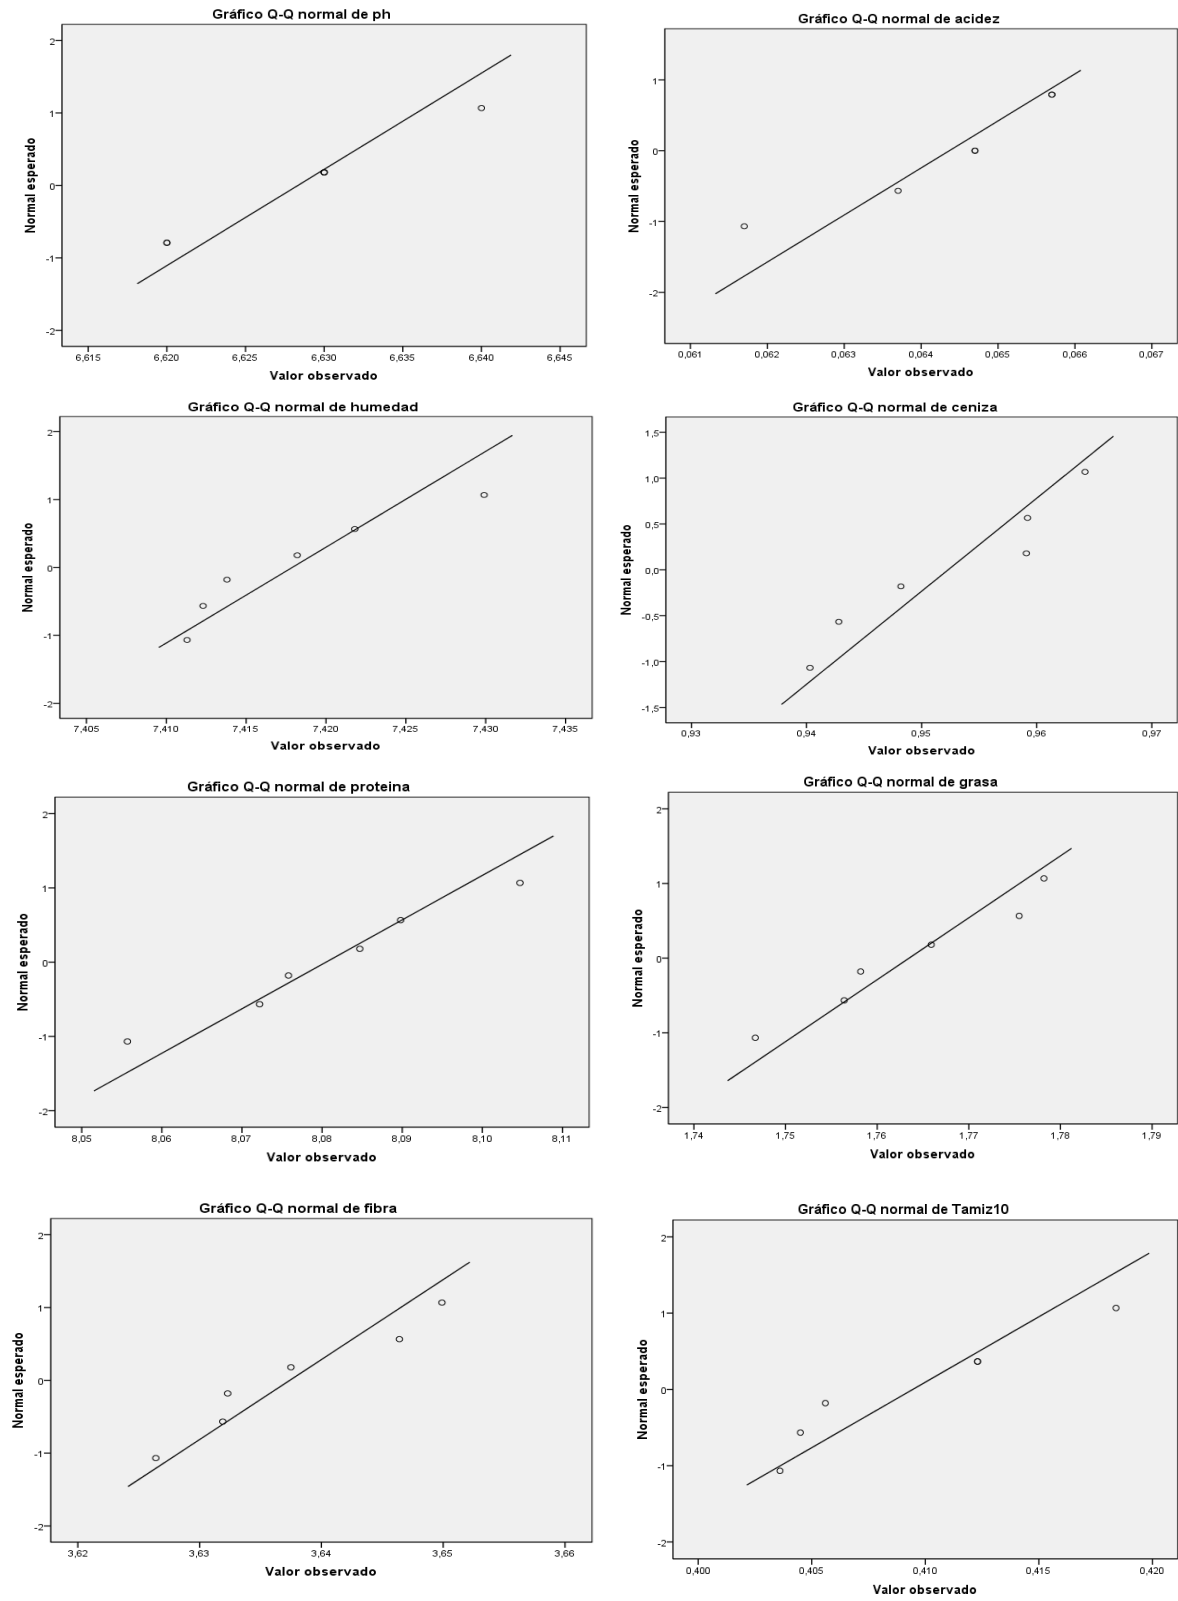 Gráfico Q-Q normal de ph
Normal esperado
2
1
0
-1
-2
6,615 6,620 6,625 6,630 6,635 6,640 6,645
Valor observado
Gráfico Q-Q normal de acidez
Normal esperado
1
0
-1
-2
0,061 0,062 0,063 0,064 0,065 0,066 0,067
Valor observado
Gráfico Q-Q normal de humedad
Normal esperado
2
1
0
-1
-2
7,405 7,410 7,415 7,420 7,425 7,430 7,435
Valor observado
Gráfico Q-Q normal de ceniza
Normal esperado
1,5
1,0
0,5
0,0
-0,5
-1,0
-1,5
0,93 0,94 0,95 0,96 0,97
Valor observado
Gráfico Q-Q normal de proteina
Normal esperado
2
1
0
-1
-2
8,05 8,06 8,07 8,08 8,09 8,10 8,11
Valor observado
Gráfico Q-Q normal de grasa
Normal esperado
2
1
0
-1
-2
1,74 1,75 1,76 1,77 1,78 1,79
Valor observado
Gráfico Q-Q normal de fibra
Normal esperado
2
1
0
-1
-2
3,62 3,63 3,64 3,65 3,66
Valor observado
Gráfico Q-Q normal de Tamiz10
Normal esperado
2
1
0
-1
-2
0,400 0,405 0,410 0,415 0,420
Valor observado